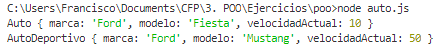 C:\Users\Francisco\Documents\CFP\3. POO\Ejercicios\poo>node auto.js
Auto { marca: 'Ford', modelo: 'Fiesta', velocidadActual: 10 }
AutoDeportivo { marca: 'Ford', modelo: 'Mustang', velocidadActual: 50 }